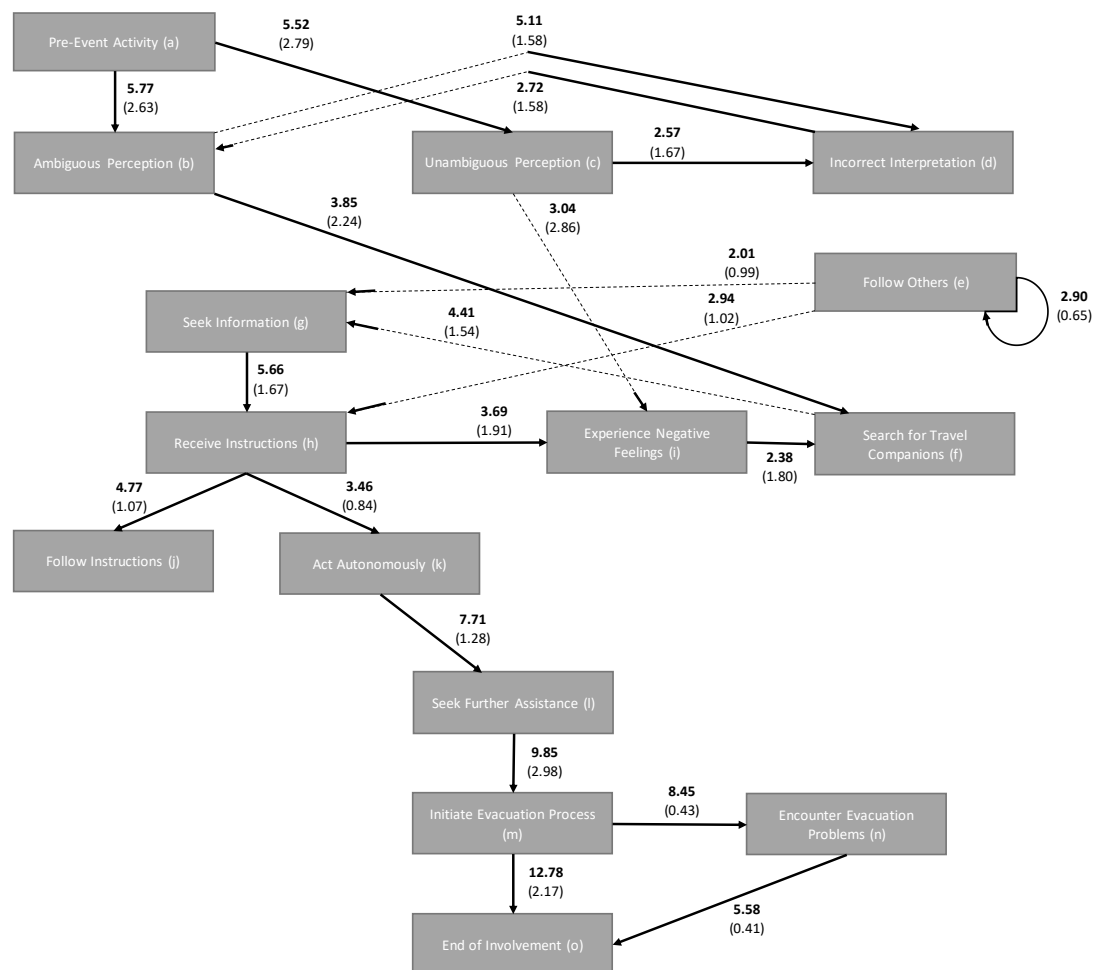 5.52
(2.79)
5.11
(1.58)
Pre-Event Activity (a)
5.77
(2.63)
2.72
(1.58)
Ambiguous Perception (b)
Unambiguous Perception (c)
2.57
(1.67)
Incorrect Interpretation (d)
3.85
(2.24)
3.04
(2.86)
2.01
(0.99)
Follow Others (e)
2.90
(0.65)
Seek Information (g)
4.41
(1.54)
2.94
(1.02)
5.66
(1.67)
Receive Instructions (h)
3.69
(1.91)
Experience Negative
Feelings (i)
2.38
(1.80)
Search for Travel
Companions (f)
4.77
(1.07)
3.46
(0.84)
Follow Instructions (j)
Act Autonomously (k)
7.71
(1.28)
Seek Further Assistance (l)
9.85
(2.98)
Initiate Evacuation Process
(m)
8.45
(0.43)
Encounter Evacuation
Problems (n)
12.78
(2.17)
5.58
(0.41)
End of Involvement (o)